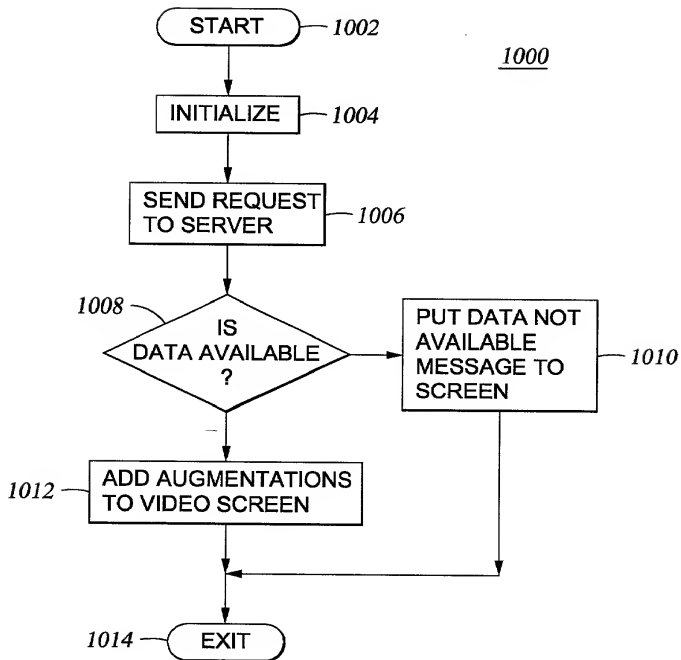 START
1002
1000
INITIALIZE
1004
SEND REQUEST
TO SERVER
1006
1008
IS
DATA AVAILABLE
?
PUT DATA NOT
AVAILABLE
MESSAGE TO
SCREEN
1010
1012
ADD AUGMENTATIONS
TO VIDEO SCREEN
1014
EXIT